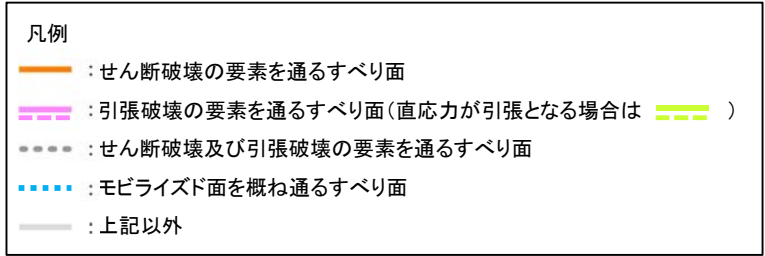 凡例
：せん断破壊の要素を通るすべり面
：引張破壊の要素を通るすべり面（直応力が引張となる場合は　　　）
：せん断破壊及び引張破壊の要素を通るすべり面
：モビライズド面を概ね通るすべり面
：上記以外